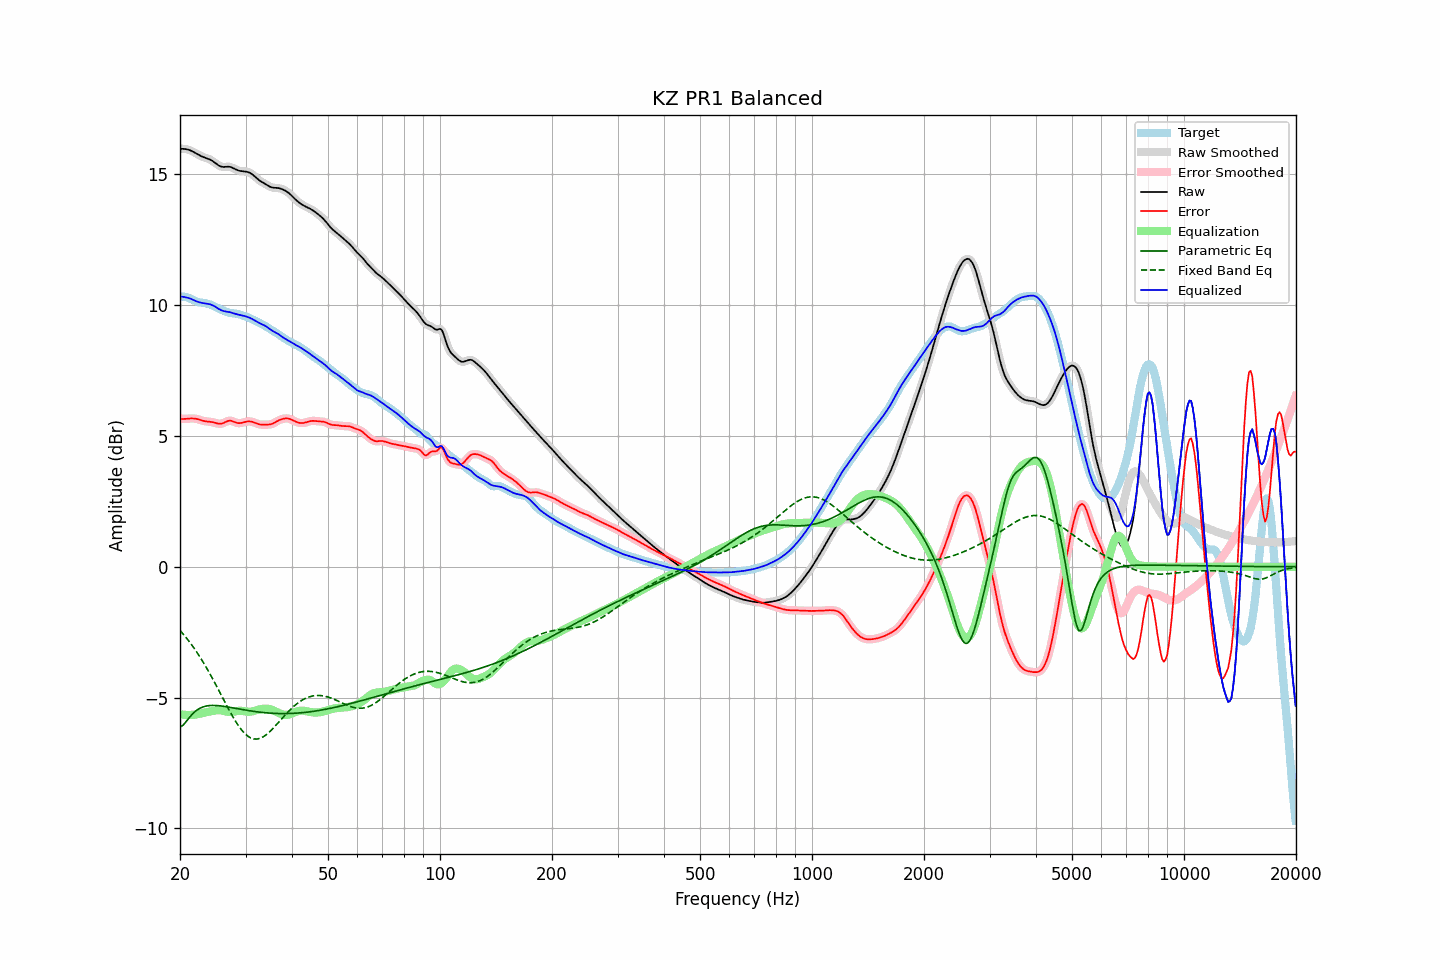 KZ PR1 Balanced
Target
Raw Smoothed
Error Smoothed
Raw
Error
Equalization
Parametric Eq
Fixed Band Eq
Equalized
Amplitude (dBr)
15
10
5
0
−5
−10
20 50 100 200 500 1000 2000 5000 10000 20000
Frequency (Hz)